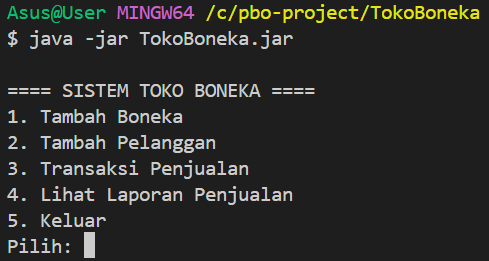 Asus@User MINGW64 /c/pbo-project/TokoBoneka
$ java -jar TokoBoneka.jar
==== SISTEM TOKO BONEKA ====
1. Tambah Boneka
2. Tambah Pelanggan
3. Transaksi Penjualan
4. Lihat Laporan Penjualan
5. Keluar
Pilih: